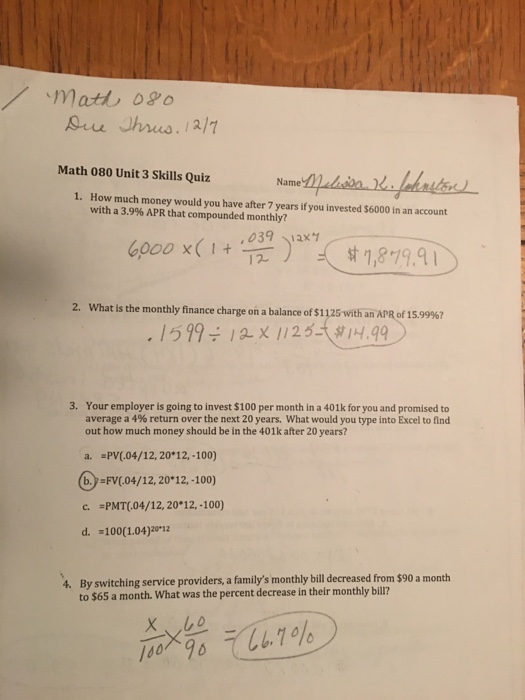 Math 080
Due Thrus. 12/7
Math 080 Unit 3 Skills Quiz
Name Melissa K. Johnston
1. How much money would you have after 7 years if you invested $6000 in an account
with a 3.9% APR that compounded monthly?
6000 x ( 1 + .039/12 )^12x7 = $7,879.91
2. What is the monthly finance charge on a balance of $1125 with an APR of 15.99%?
.1599 ÷ 12 x 1125 = $14.99
3. Your employer is going to invest $100 per month in a 401k for you and promised to
average a 4% return over the next 20 years. What would you type into Excel to find
out how much money should be in the 401k after 20 years?
a. =PV(.04/12, 20*12, -100)
b. =FV(.04/12, 20*12, -100)
c. =PMT(.04/12, 20*12, -100)
d. =100(1.04)^20*12
4. By switching service providers, a family's monthly bill decreased from $90 a month
to $65 a month. What was the percent decrease in their monthly bill?
x/100 x 60/90 = 66.70%